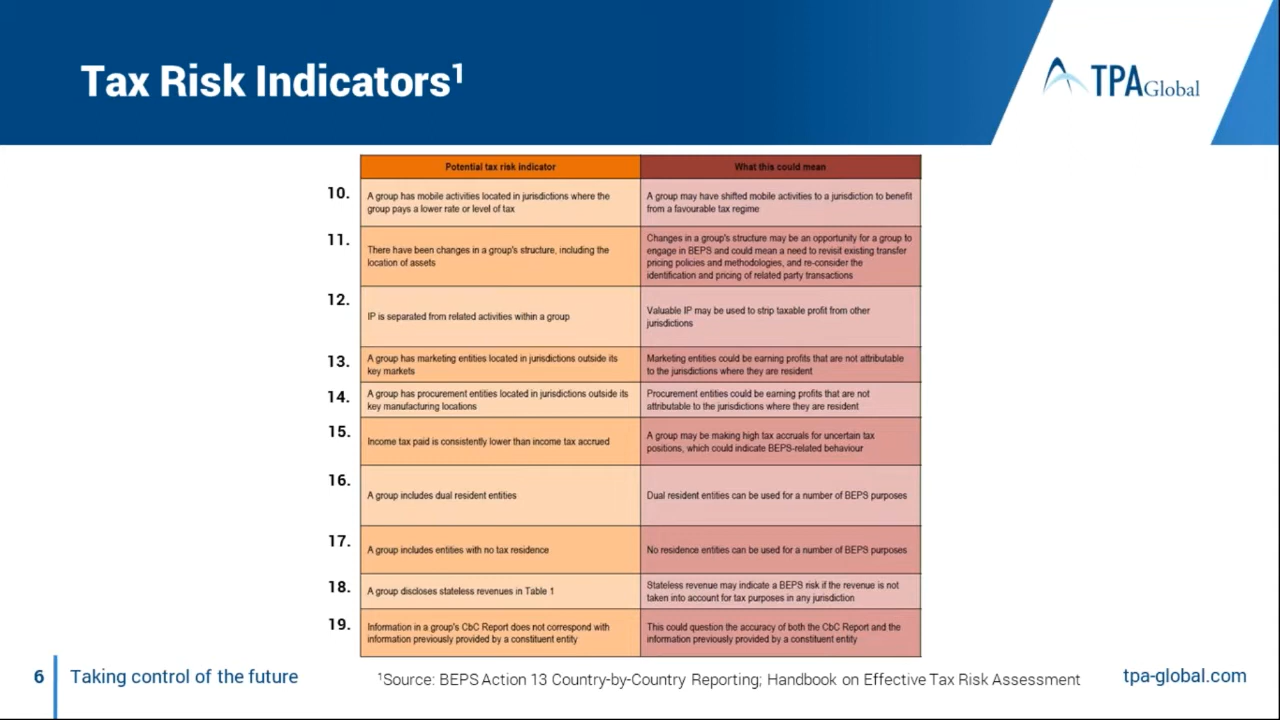 Tax Risk Indicators¹
TPA Global
Potential tax risk indicator
What this could mean
10.
A group has mobile activities located in jurisdictions where the
group pays a lower rate or level of tax
A group may have shifted mobile activities to a jurisdiction to benefit
from a favourable tax regime
11.
There have been changes in a group's structure, including the
location of assets
Changes in a group's structure may be an opportunity for a group to
engage in BEPS and could mean a need to revisit existing transfer
pricing policies and methodologies, and re-consider the
identification and pricing of related party transactions
12.
IP is separated from related activities within a group
Valuable IP may be used to strip taxable profit from other
jurisdictions
13.
A group has marketing entities located in jurisdictions outside its
key markets
Marketing entities could be earning profits that are not attributable
to the jurisdictions where they are resident
14.
A group has procurement entities located in jurisdictions outside its
key manufacturing locations
Procurement entities could be earning profits that are not
attributable to the jurisdictions where they are resident
15.
Income tax paid is consistently lower than income tax accrued
A group may be making high tax accruals for uncertain tax
positions, which could indicate BEPS-related behaviour
16.
A group includes dual resident entities
Dual resident entities can be used for a number of BEPS purposes
17.
A group includes entities with no tax residence
No residence entities can be used for a number of BEPS purposes
18.
A group discloses stateless revenues in Table 1
Stateless revenue may indicate a BEPS risk if the revenue is not
taken into account for tax purposes in any jurisdiction
19.
Information in a group's CbC Report does not correspond with
information previously provided by a constituent entity
This could question the accuracy of both the CbC Report and the
information previously provided by a constituent entity
6
Taking control of the future
¹Source: BEPS Action 13 Country-by-Country Reporting; Handbook on Effective Tax Risk Assessment
tpa-global.com